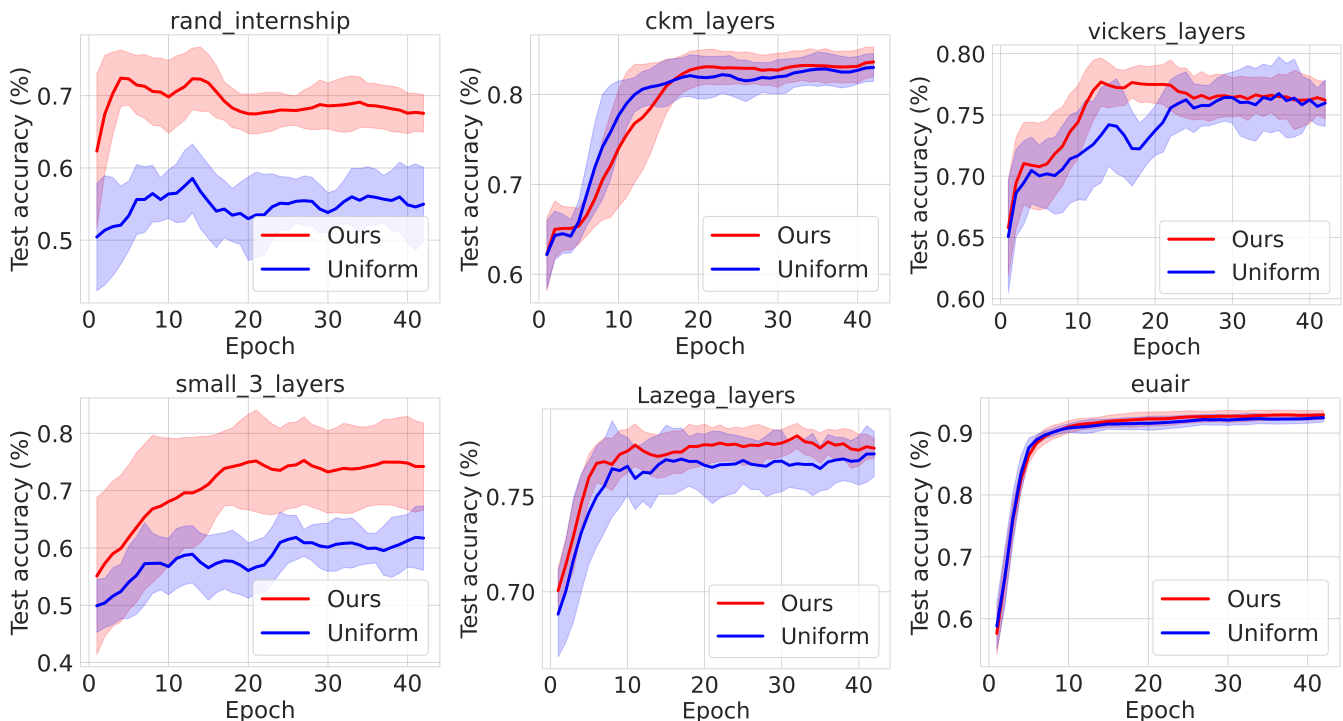 rand_internship
Test accuracy (%)
0.7
0.6
0.5
Ours
Uniform
0 10 20 30 40
Epoch
ckm_layers
Test accuracy (%)
0.8
0.7
0.6
Ours
Uniform
0 10 20 30 40
Epoch
vickers_layers
Test accuracy (%)
0.80
0.75
0.70
0.65
0.60
Ours
Uniform
0 10 20 30 40
Epoch
small_3_layers
Test accuracy (%)
0.8
0.7
0.6
0.5
0.4
Ours
Uniform
0 10 20 30 40
Epoch
Lazega_layers
Test accuracy (%)
0.75
0.70
Ours
Uniform
0 10 20 30 40
Epoch
euair
Test accuracy (%)
0.9
0.8
0.7
0.6
Ours
Uniform
0 10 20 30 40
Epoch